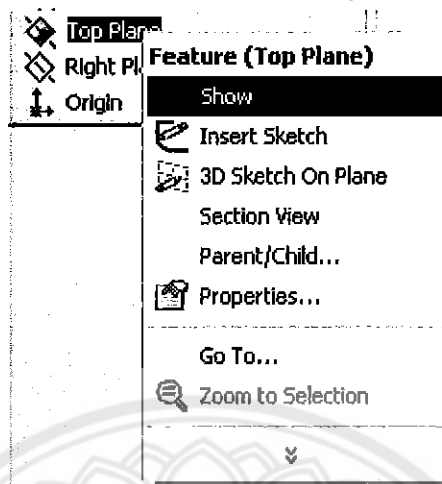 Top Plane
Right Pl
Origin
Feature (Top Plane)
Show
Insert Sketch
3D Sketch On Plane
Section View
Parent/Child...
Properties...
Go To...
Zoom to Selection